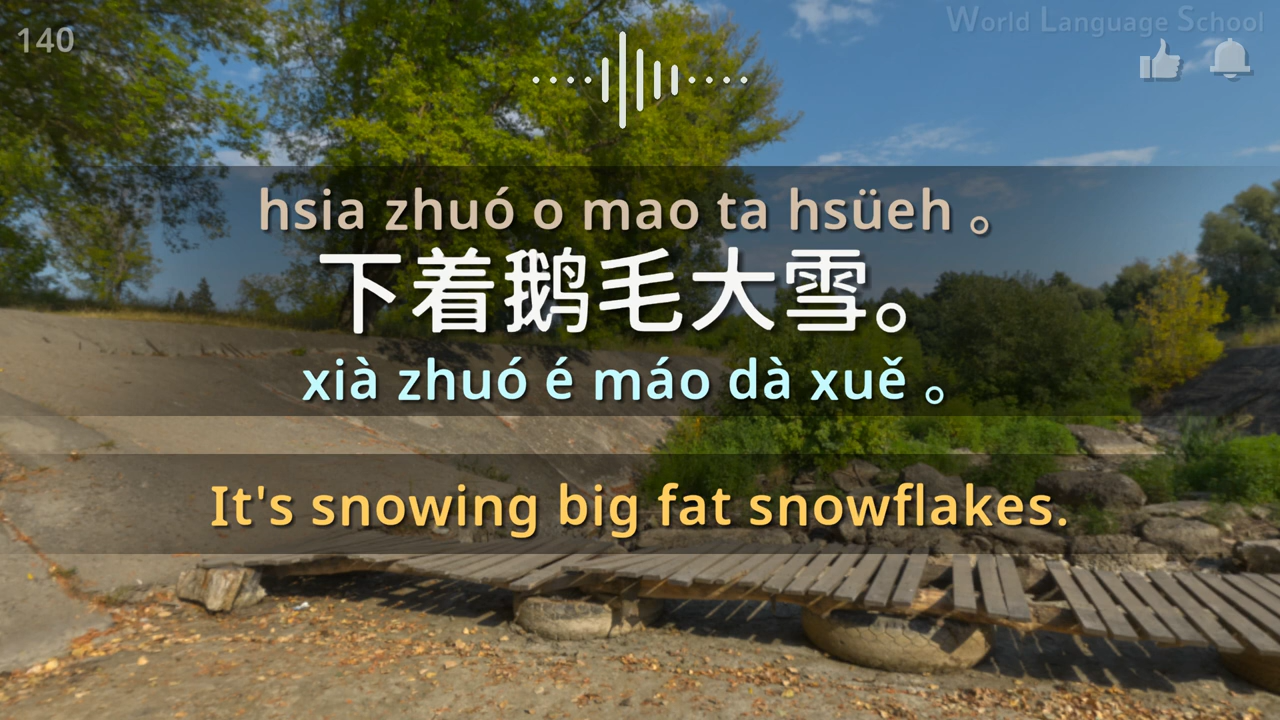 140
World Language School
hsia zhuó o mao ta hsüeh 。
下着鹅毛大雪。
xià zhuó é máo dà xuě 。
It's snowing big fat snowflakes.